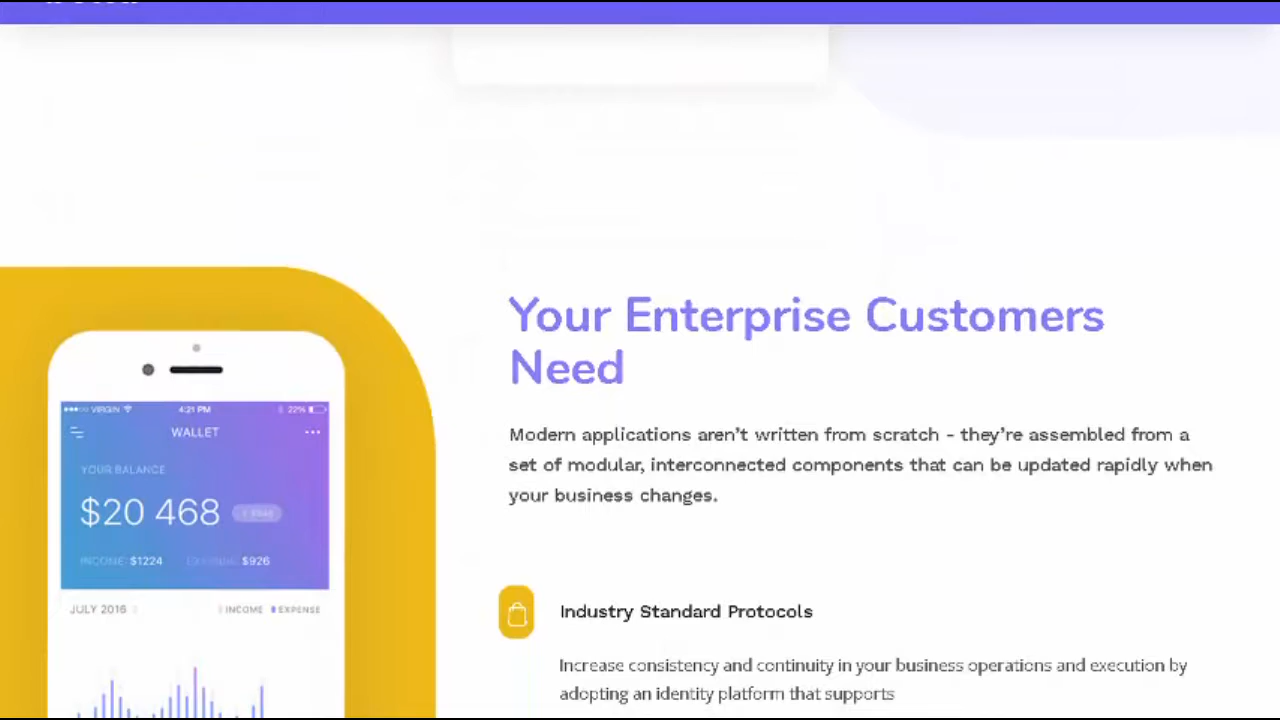 Your Enterprise Customers
Need
Modern applications aren't written from scratch - they're assembled from a
set of modular, interconnected components that can be updated rapidly when
your business changes.
VIRGIN 4:21 PM 22%
WALLET
YOUR BALANCE
$20 468
INCOME: $1224 $926
JULY 2016 INCOME EXPENSE
Industry Standard Protocols
Increase consistency and continuity in your business operations and execution by
adopting an identity platform that supports